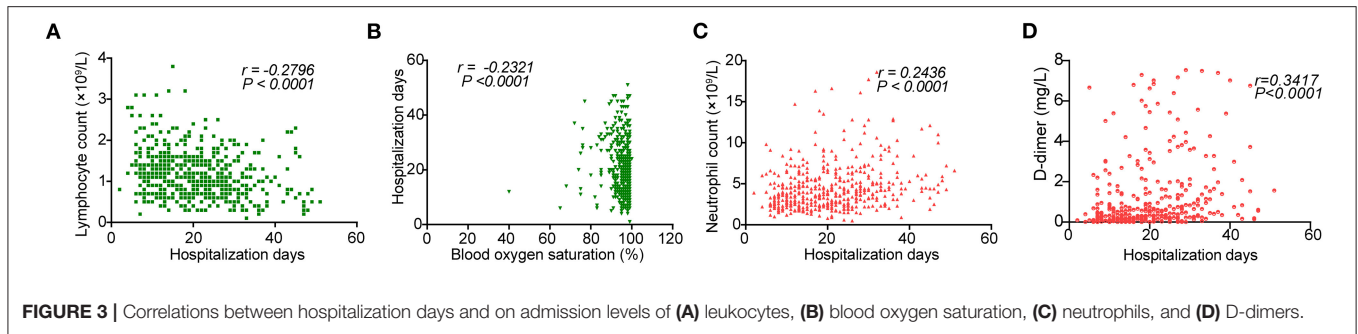 A
B
C
D
Lymphocyte count (×10⁹/L)
4
3
2
1
0
r = -0.2796
P < 0.0001
0 20 40 60
Hospitalization days
Hospitalization days
60
40
20
0
r = -0.2321
P <0.0001
0 20 40 60 80 100 120
Blood oxygen saturation (%)
Neutrophil count (×10⁹/L)
20
15
10
5
0
r = 0.2436
P < 0.0001
0 20 40 60
Hospitalization days
D-dimer (mg/L)
8
6
4
2
0
r=0.3417
P<0.0001
0 20 40 60
Hospitalization days
FIGURE 3 | Correlations between hospitalization days and on admission levels of (A) leukocytes, (B) blood oxygen saturation, (C) neutrophils, and (D) D-dimers.